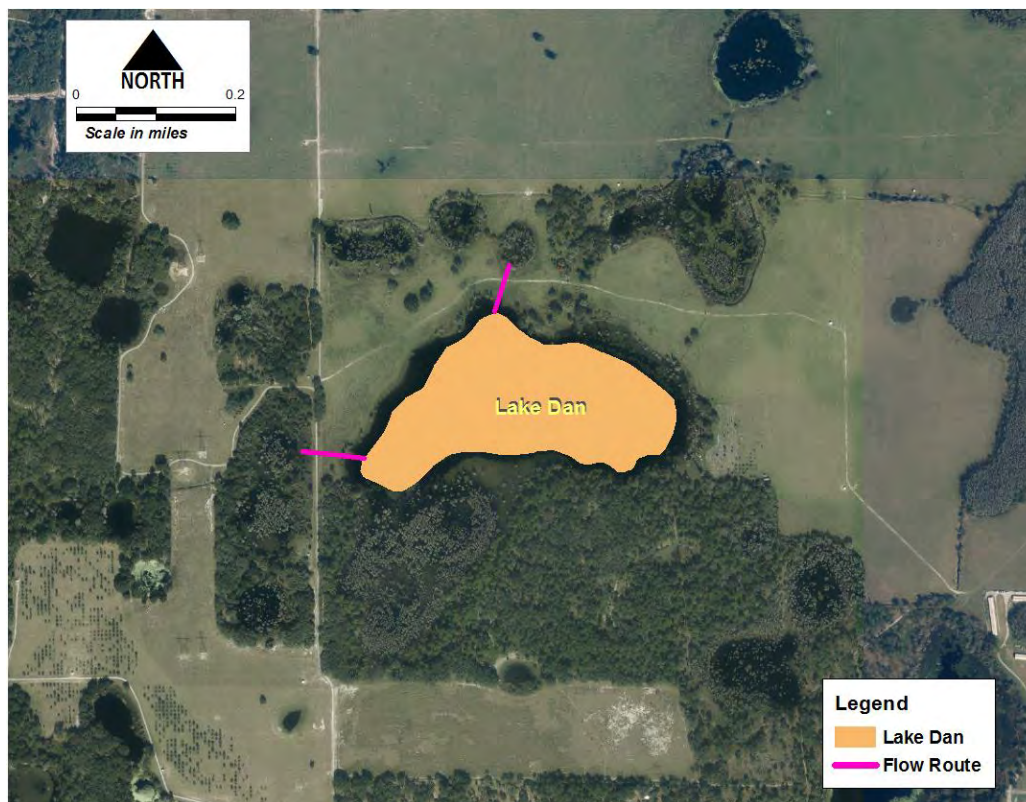 NORTH
0 0.2
Scale in miles
Lake Dan
Legend
Lake Dan
Flow Route